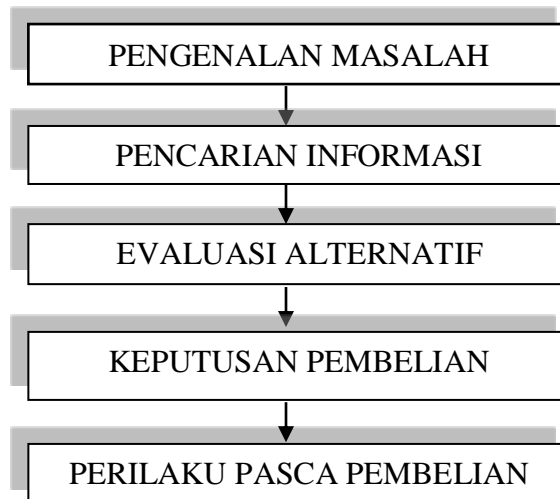 PENGENALAN MASALAH
PENCARIAN INFORMASI
EVALUASI ALTERNATIF
KEPUTUSAN PEMBELIAN
PERILAKU PASCA PEMBELIAN